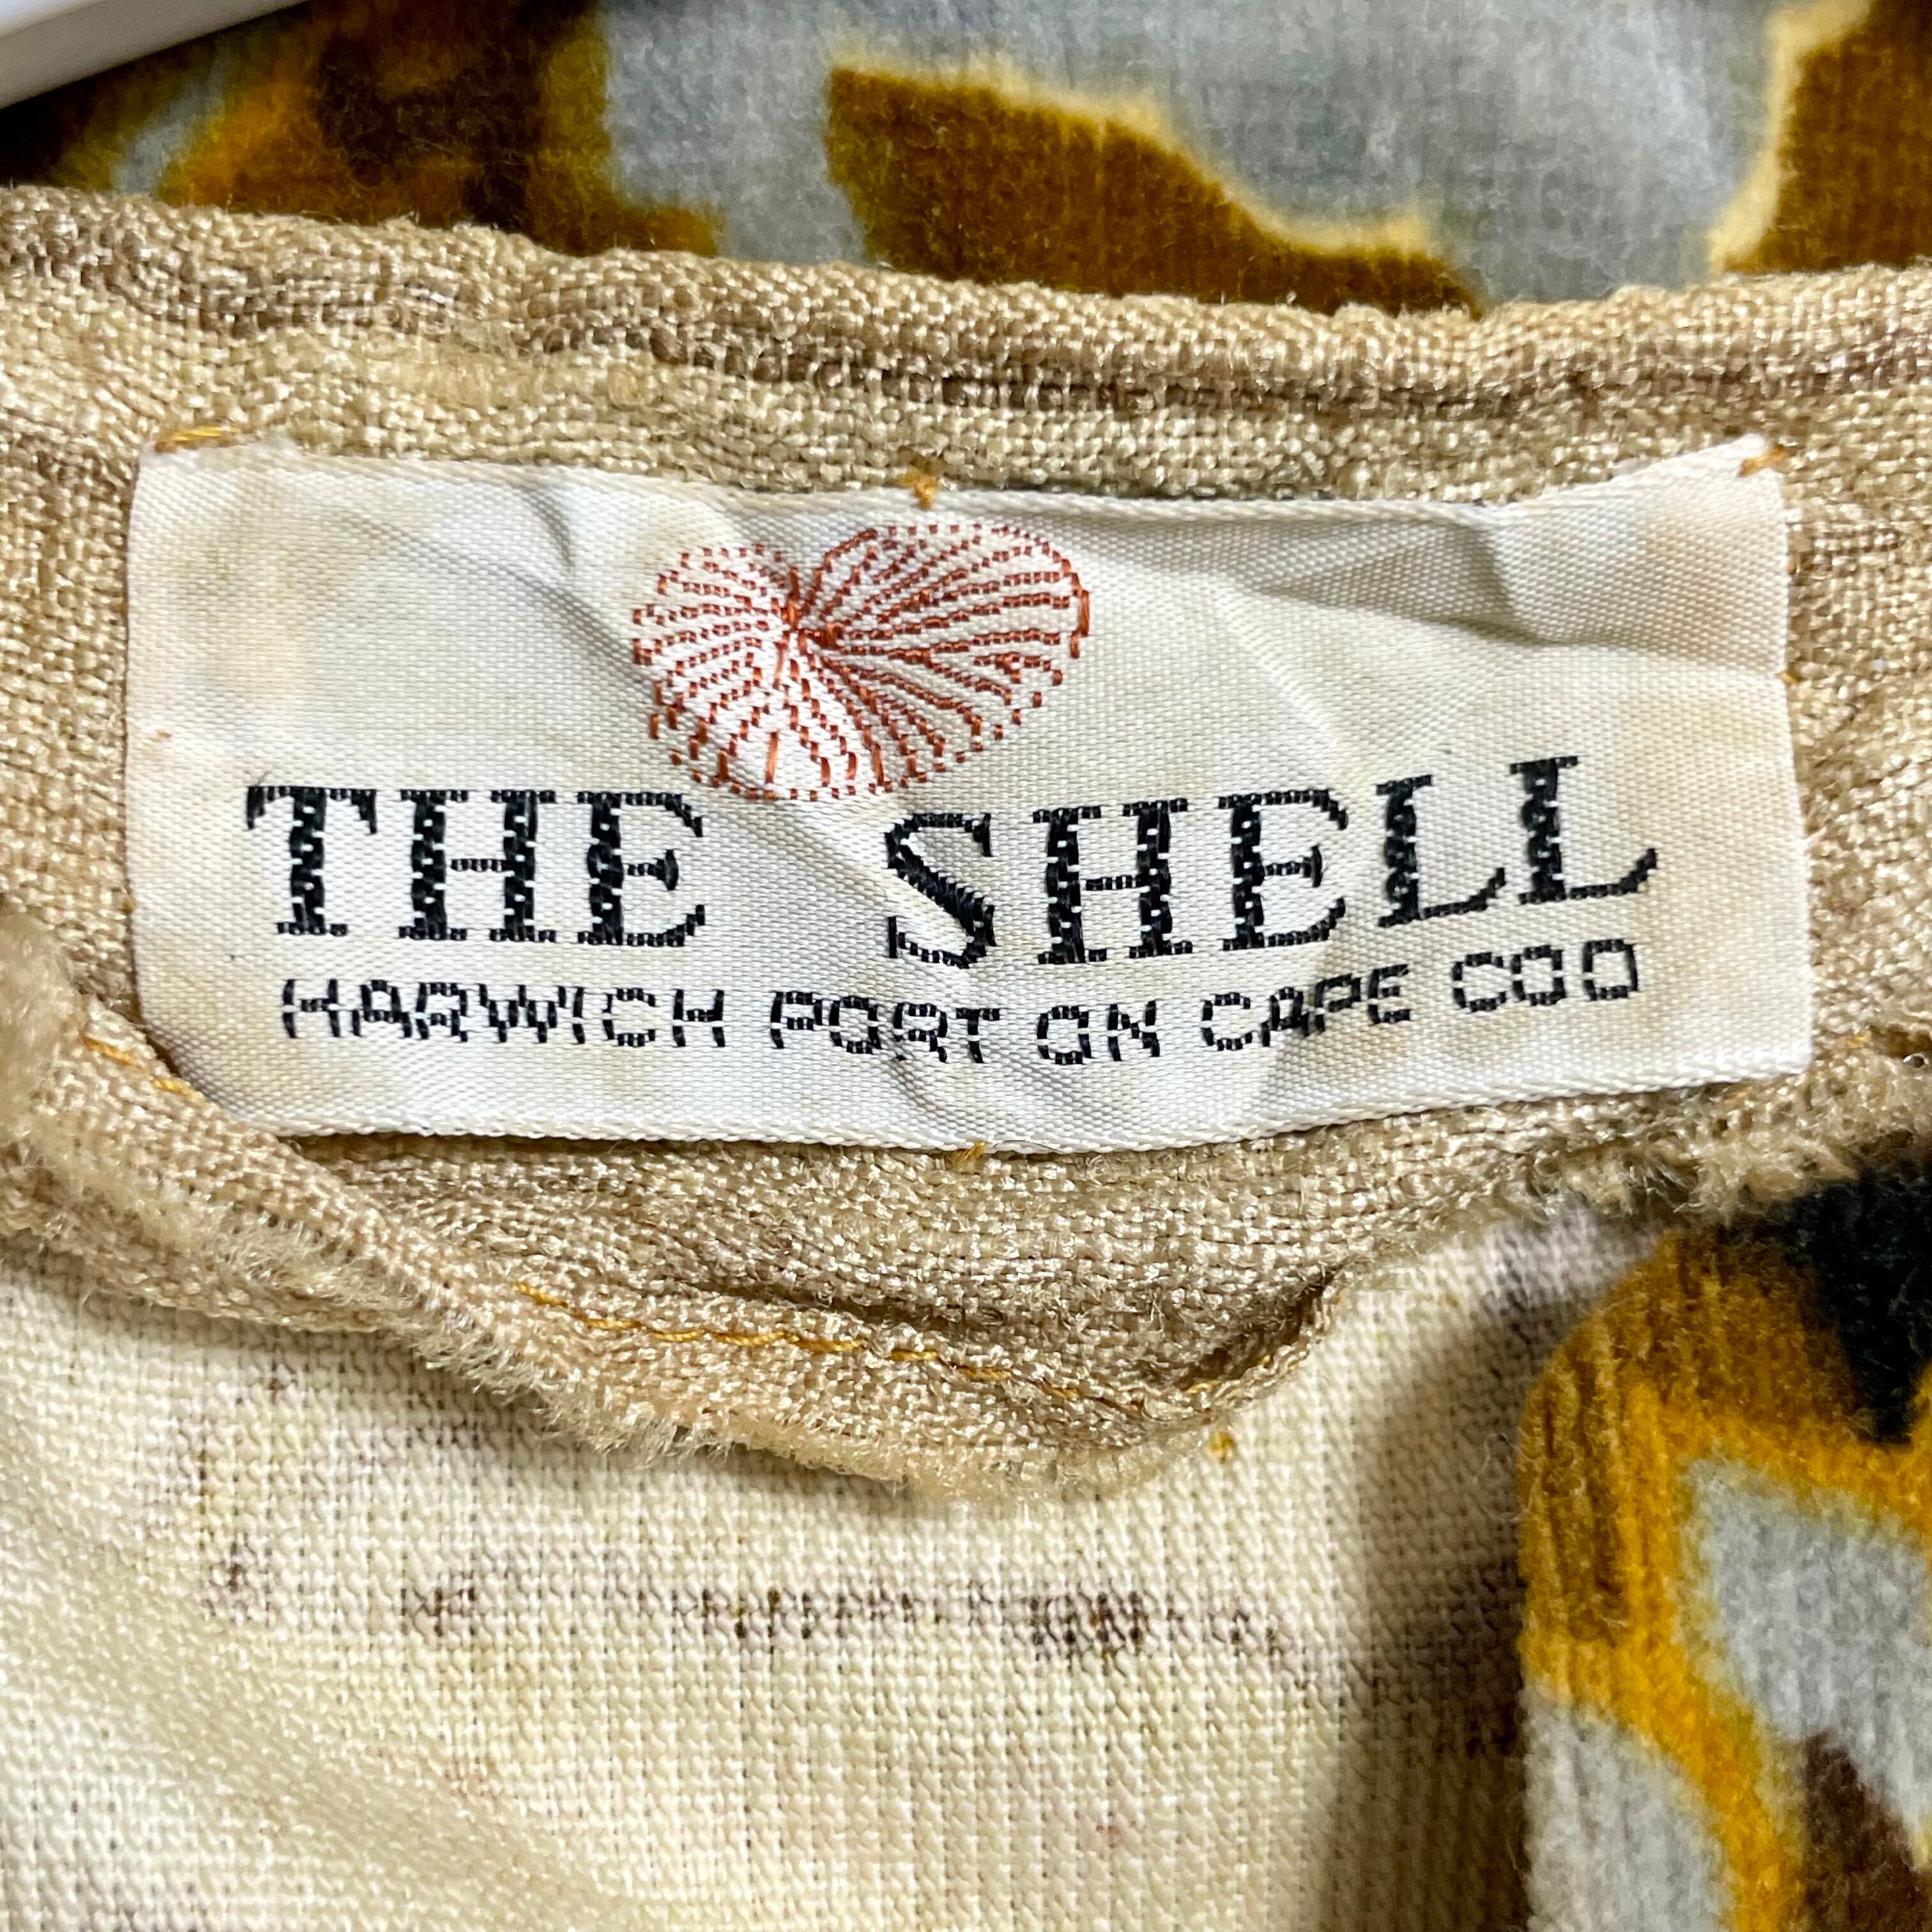 THE SHELL
HARWICH PORT ON CAPE COD